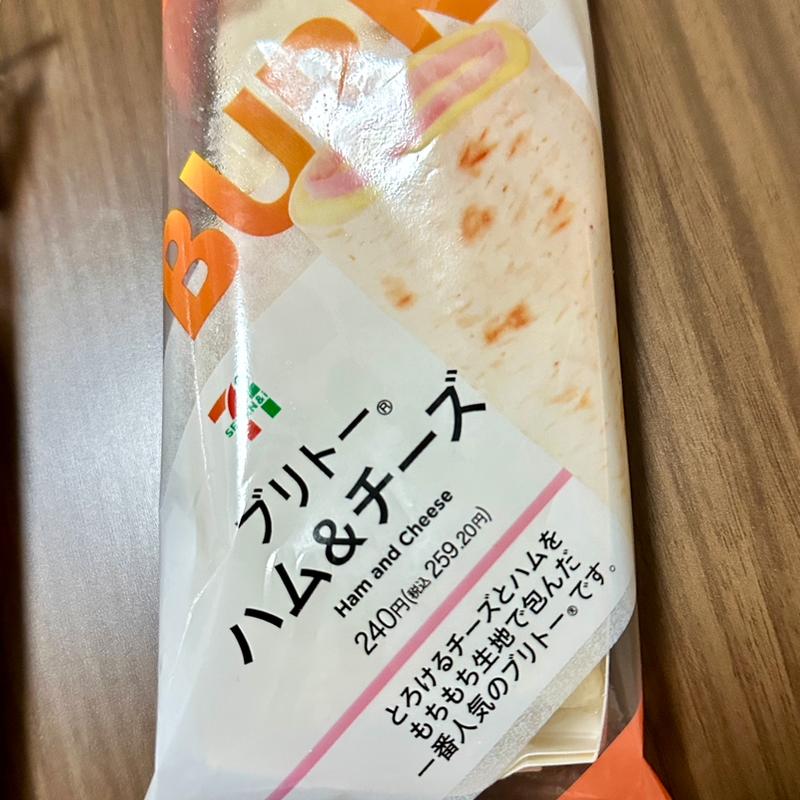 BURR
SEVEN&i
ブリトー®
ハム&チーズ
Ham and Cheese
240円(税込 259.20円)
とろけるチーズとハムを
もちもち生地で包んだ
一番人気のブリトー®です。